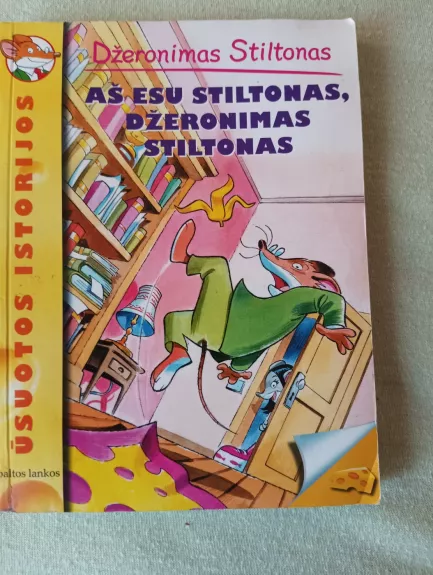 Džeronimas Stiltonas
AŠ ESU STILTONAS,
DŽERONIMAS
STILTONAS
ŪSUOTOS ISTORIJOS
baltos lankos